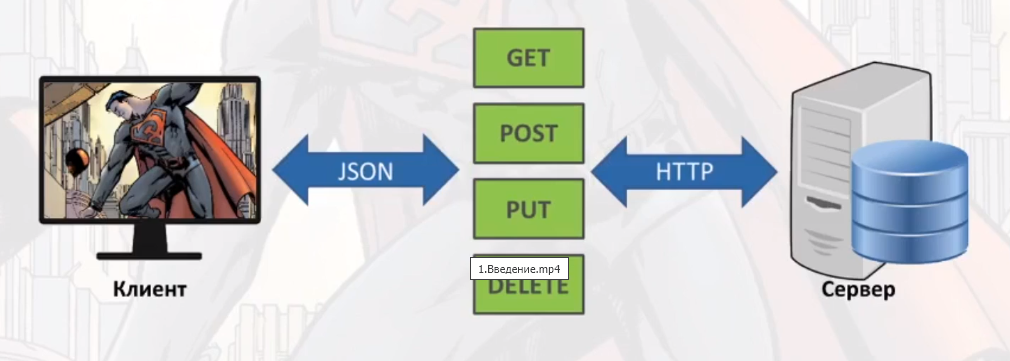 GET
POST
JSON
HTTP
PUT
1.Введение.mp4
DELETE
Клиент
Сервер